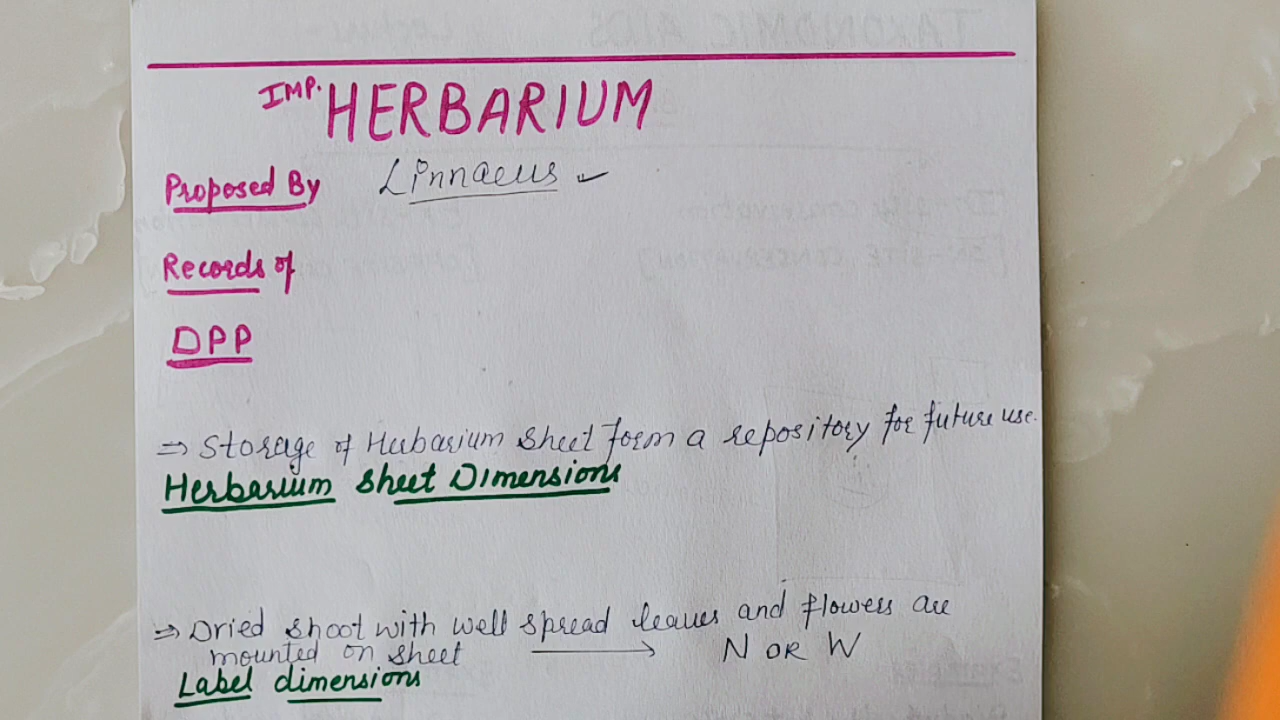 IMP. HERBARIUM
Proposed By Linnaeus
Records of
DPP
⇒ Storage of Herbarium sheet form a repository for future use.
Herbarium sheet Dimensions
⇒ Dried shoot with well spread leaves and flowers are
mounted on sheet → N OR W
Label dimensions